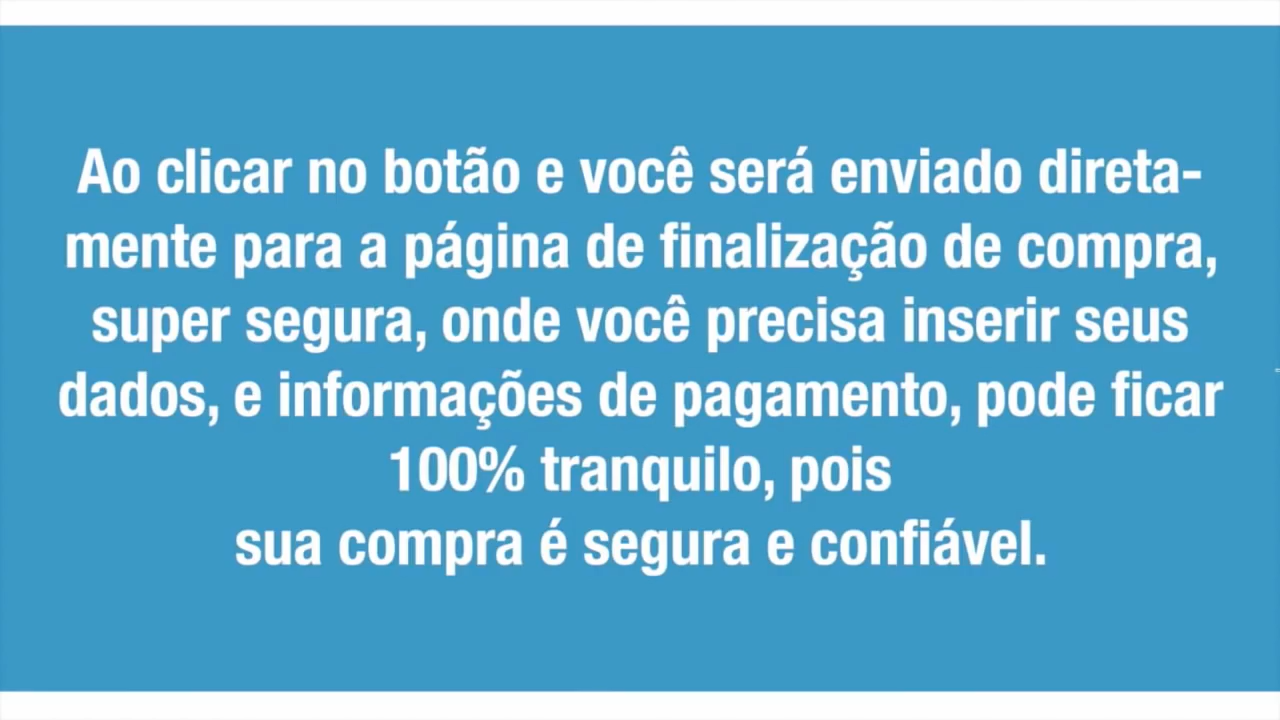 Ao clicar no botão e você será enviado direta-
mente para a página de finalização de compra,
super segura, onde você precisa inserir seus
dados, e informações de pagamento, pode ficar
100% tranquilo, pois
sua compra é segura e confiável.